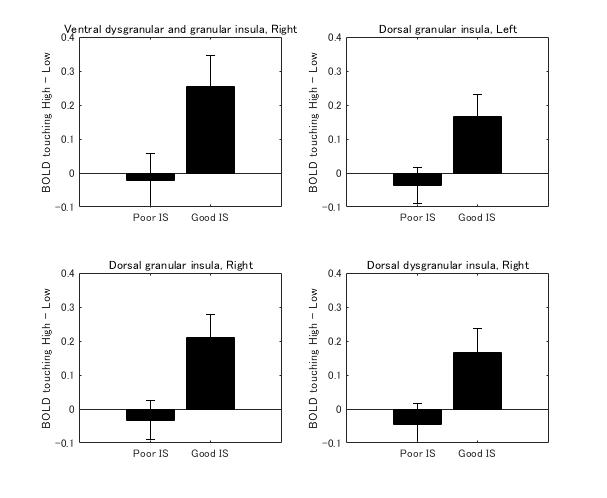 Ventral dysgranular and granular insula, Right
BOLD touching High - Low
0.4
0.3
0.2
0.1
0
-0.1
Poor IS Good IS
Dorsal granular insula, Left
BOLD touching High - Low
0.4
0.3
0.2
0.1
0
-0.1
Poor IS Good IS
Dorsal granular insula, Right
BOLD touching High - Low
0.4
0.3
0.2
0.1
0
-0.1
Poor IS Good IS
Dorsal dysgranular insula, Right
BOLD touching High - Low
0.4
0.3
0.2
0.1
0
-0.1
Poor IS Good IS